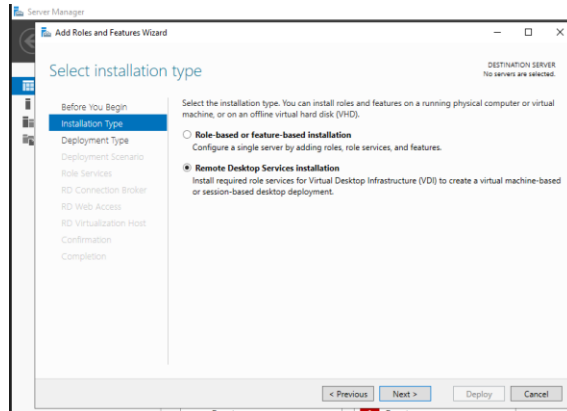 Server Manager
Add Roles and Features Wizard
Select installation type
DESTINATION SERVER
No servers are selected.
Before You Begin
Installation Type
Deployment Type
Deployment Scenario
Role Services
RD Connection Broker
RD Web Access
RD Virtualization Host
Confirmation
Completion
Select the installation type. You can install roles and features on a running physical computer or virtual
machine, or on an offline virtual hard disk (VHD).
Role-based or feature-based installation
Configure a single server by adding roles, role services, and features.
Remote Desktop Services installation
Install required role services for Virtual Desktop Infrastructure (VDI) to create a virtual machine-based
or session-based desktop deployment.
< Previous
Next >
Deploy
Cancel